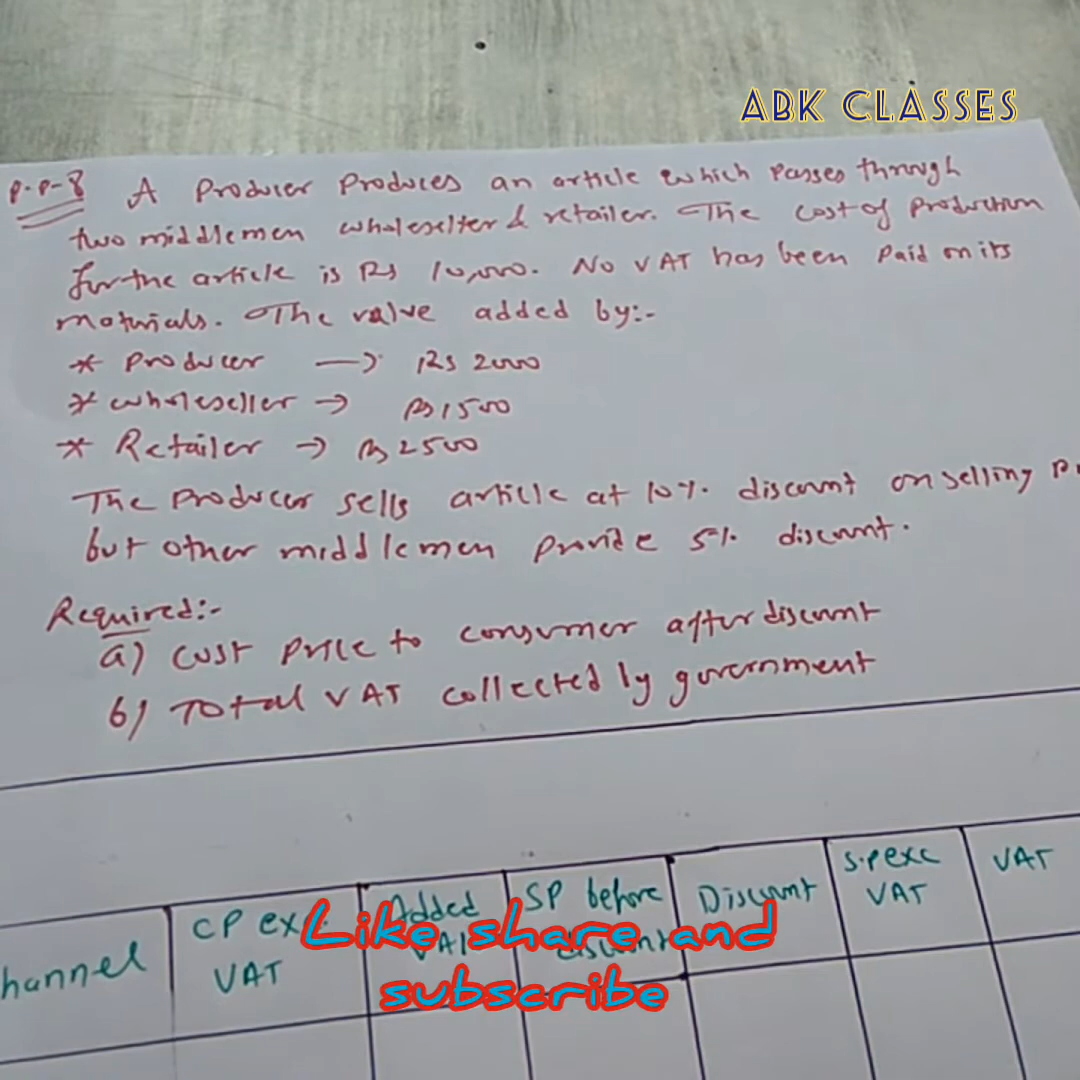 ABK CLASSES
P.P-8 A Producer Produces an article which passes through
two middlemen wholeselter & retailer. The cost of production
for the article is Rs 10,000. No VAT has been paid on its
materials. The value added by:-
* Producer → Rs 2000
* wholeseller → Rs 1500
* Retailer → Rs 2500
The Producer sells article at 10%. discount on selling
but other middlemen provide 5% discount.
Required:-
a) cost price to consumer after discount
b) Total VAT collected by government
hannel CP exc VAT Added SP before Discount S.P exc VAT VAT
Like share and
subscribe